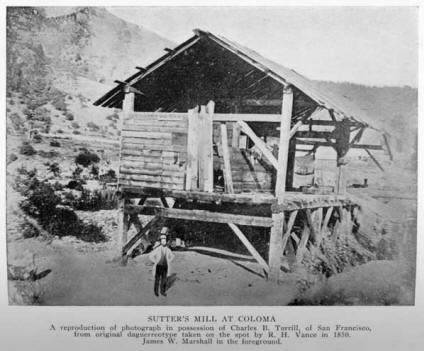 SUTTER'S MILL AT COLOMA
A reproduction of photograph in possession of Charles B. Turrill, of San Francisco,
from original daguerreotype taken on the spot by R. H. Vance in 1850.
James W. Marshall in the foreground.